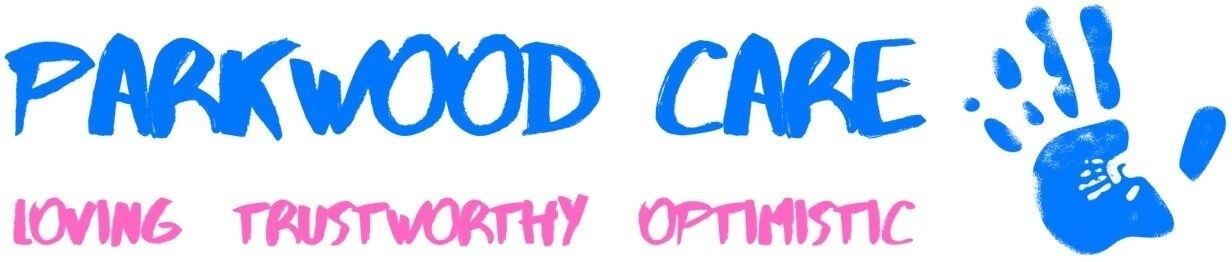 PARKWOOD CARE
LOVING TRUSTWORTHY OPTIMISTIC